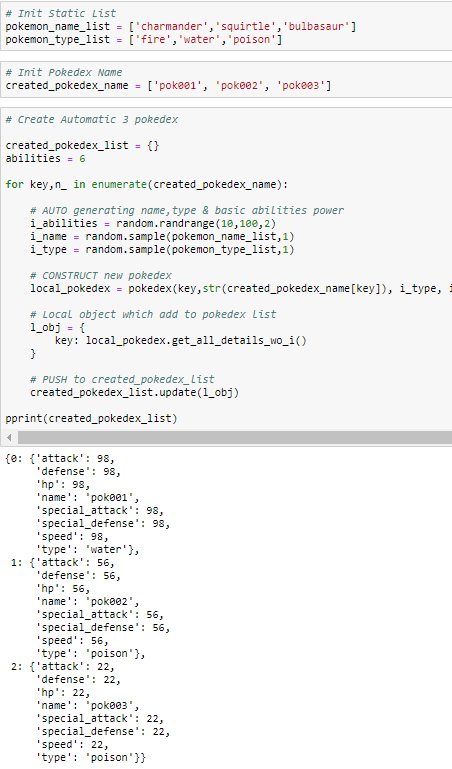 # Init Static List
pokemon_name_list = ['charmander','squirtle','bulbasaur']
pokemon_type_list = ['fire','water','poison']
# Init Pokedex Name
created_pokedex_name = ['pok001', 'pok002', 'pok003']
# Create Automatic 3 pokedex
created_pokedex_list = {}
abilities = 6
for key,n_ in enumerate(created_pokedex_name):
# AUTO generating name,type & basic abilities power
i_abilities = random.randrange(10,100,2)
i_name = random.sample(pokemon_name_list,1)
i_type = random.sample(pokemon_type_list,1)
# CONSTRUCT new pokedex
local_pokedex = pokedex(key,str(created_pokedex_name[key]), i_type,
# Local object which add to pokedex list
l_obj = {
key: local_pokedex.get_all_details_wo_i()
}
# PUSH to created_pokedex_list
created_pokedex_list.update(l_obj)
pprint(created_pokedex_list)
{0: {'attack': 98,
'defense': 98,
'hp': 98,
'name': 'pok001',
'special_attack': 98,
'special_defense': 98,
'speed': 98,
'type': 'water'},
1: {'attack': 56,
'defense': 56,
'hp': 56,
'name': 'pok002',
'special_attack': 56,
'special_defense': 56,
'speed': 56,
'type': 'poison'},
2: {'attack': 22,
'defense': 22,
'hp': 22,
'name': 'pok003',
'special_attack': 22,
'special_defense': 22,
'speed': 22,
'type': 'poison'}}